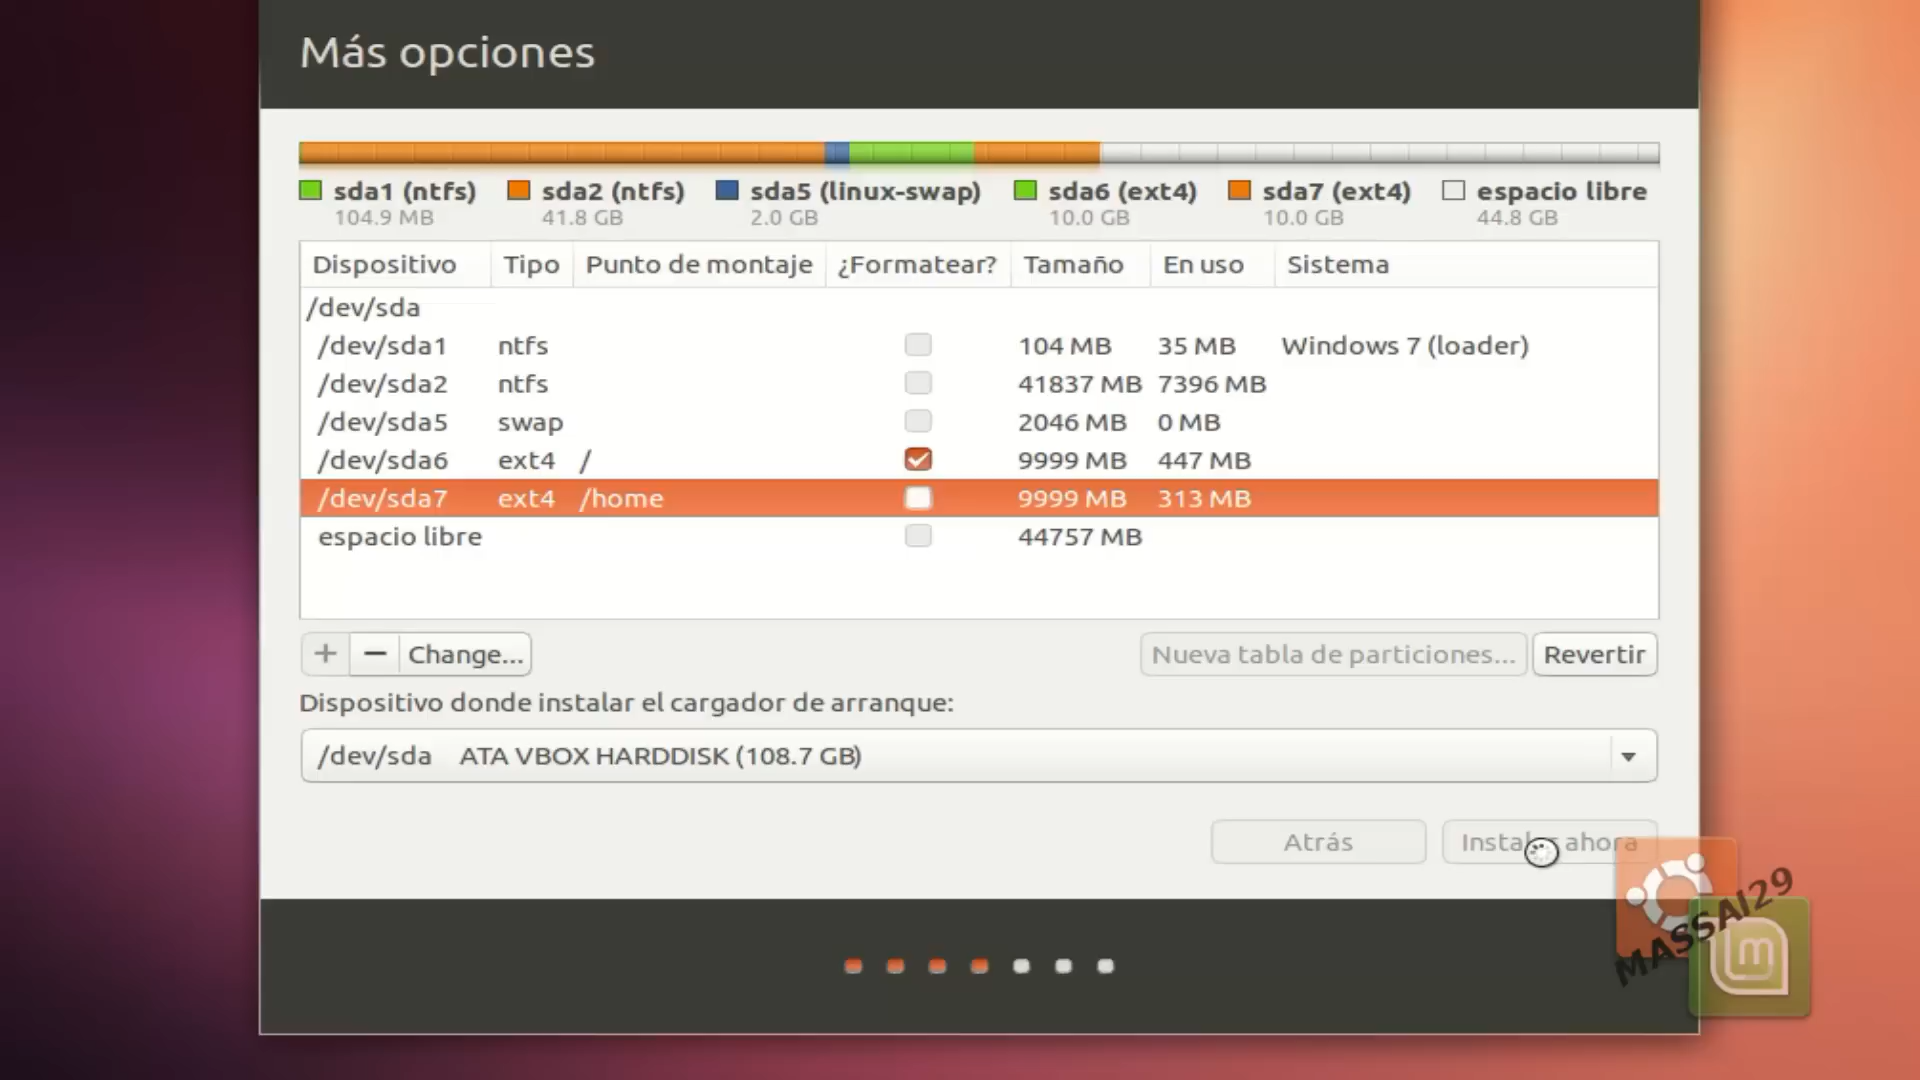 Más opciones
sda1 (ntfs) sda2 (ntfs) sda5 (linux-swap) sda6 (ext4) sda7 (ext4) espacio libre
104.9 MB 41.8 GB 2.0 GB 10.0 GB 10.0 GB 44.8 GB
Dispositivo Tipo Punto de montaje ¿Formatear? Tamaño En uso Sistema
/dev/sda
/dev/sda1 ntfs 104 MB 35 MB Windows 7 (loader)
/dev/sda2 ntfs 41837 MB 7396 MB
/dev/sda5 swap 2046 MB 0 MB
/dev/sda6 ext4 / 9999 MB 447 MB
/dev/sda7 ext4 /home 9999 MB 313 MB
espacio libre 44757 MB
+ − Change... Nueva tabla de particiones... Revertir
Dispositivo donde instalar el cargador de arranque:
/dev/sda ATA VBOX HARDDISK (108.7 GB)
Atrás Instalar ahora
MASSAI29